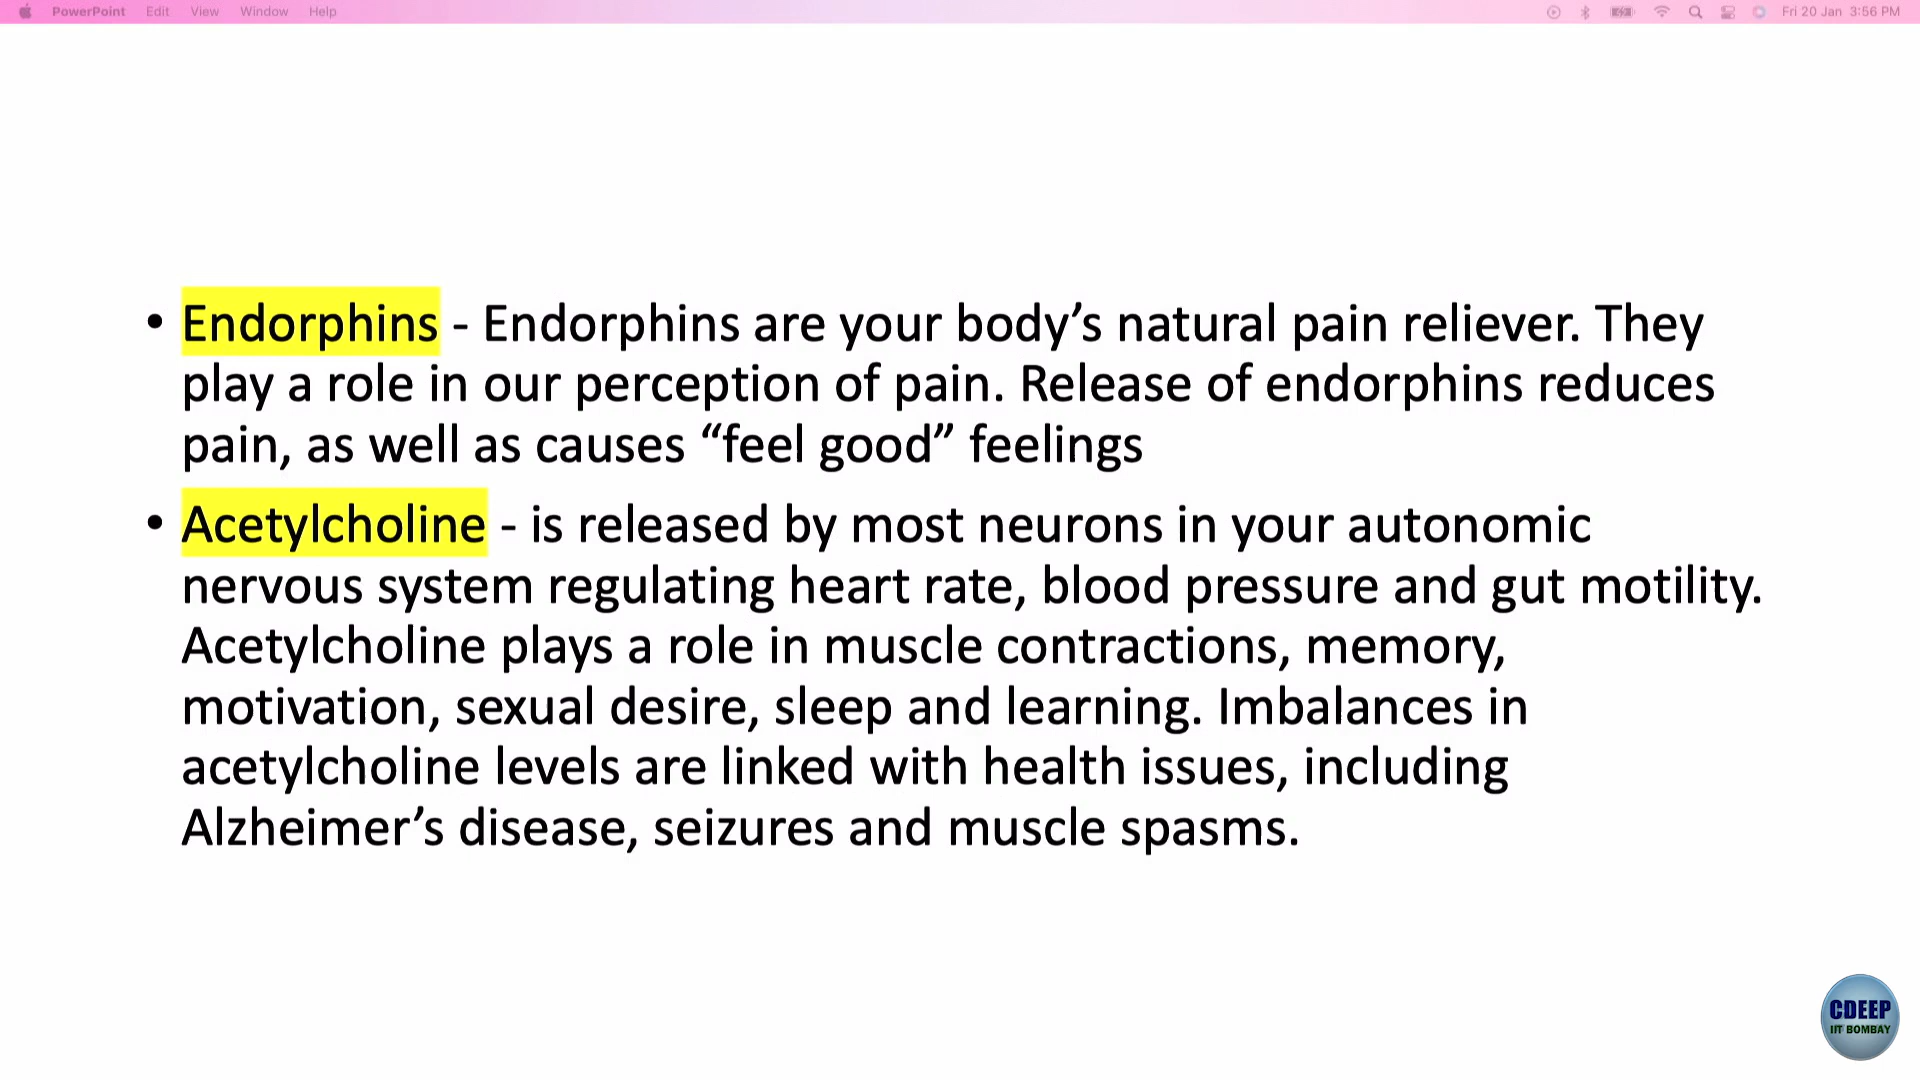 PowerPoint Edit View Window Help Fri 20 Jan 3:56 PM
• Endorphins - Endorphins are your body’s natural pain reliever. They
play a role in our perception of pain. Release of endorphins reduces
pain, as well as causes “feel good” feelings
• Acetylcholine - is released by most neurons in your autonomic
nervous system regulating heart rate, blood pressure and gut motility.
Acetylcholine plays a role in muscle contractions, memory,
motivation, sexual desire, sleep and learning. Imbalances in
acetylcholine levels are linked with health issues, including
Alzheimer’s disease, seizures and muscle spasms.
CDEEP
IIT BOMBAY